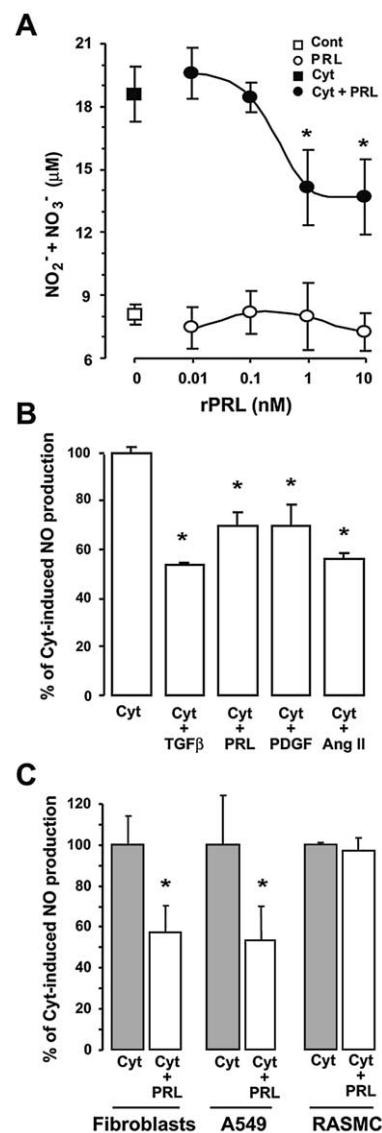 A
21
18
15
12
9
6
NO2- + NO3- (μM)
Cont
PRL
Cyt
Cyt + PRL
* *
0 0.01 0.1 1 10
rPRL (nM)
B
% of Cyt-induced NO production
100
80
60
40
20
0
* * * *
Cyt
Cyt + TGFβ
Cyt + PRL
Cyt + PDGF
Cyt + Ang II
C
% of Cyt-induced NO production
120
100
80
60
40
20
0
* *
Cyt
Cyt + PRL
Cyt
Cyt + PRL
Cyt
Cyt + PRL
Fibroblasts A549 RASMC